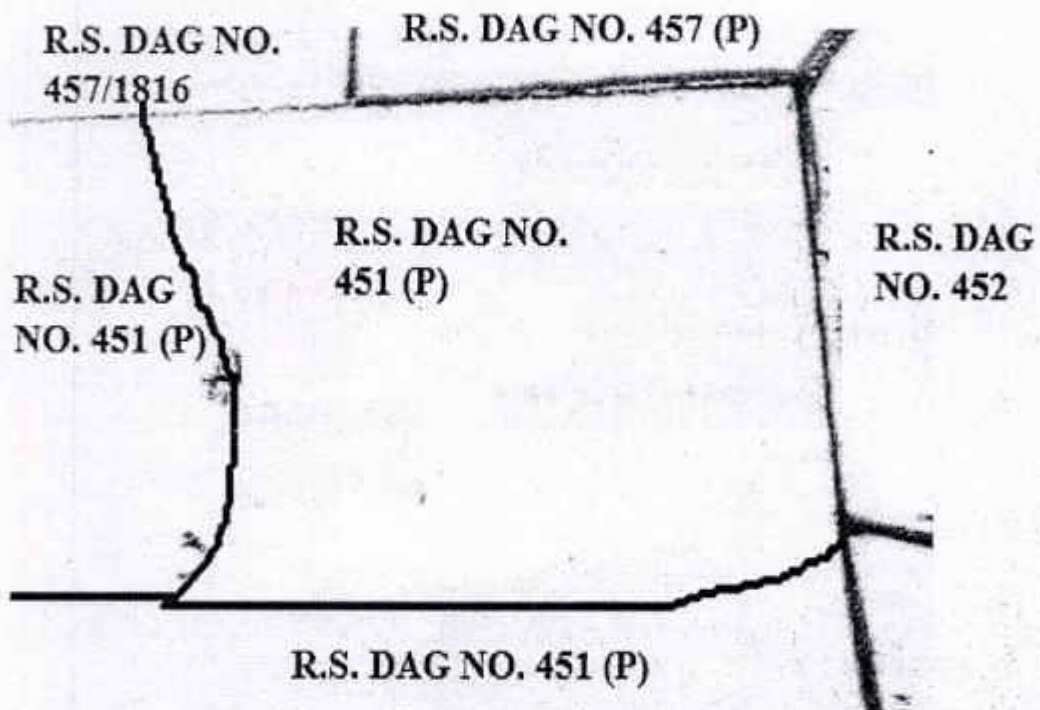 R.S. DAG NO.
457/1816
R.S. DAG NO. 457 (P)
R.S. DAG NO.
451 (P)
R.S. DAG
NO. 452
R.S. DAG
NO. 451 (P)
R.S. DAG NO. 451 (P)